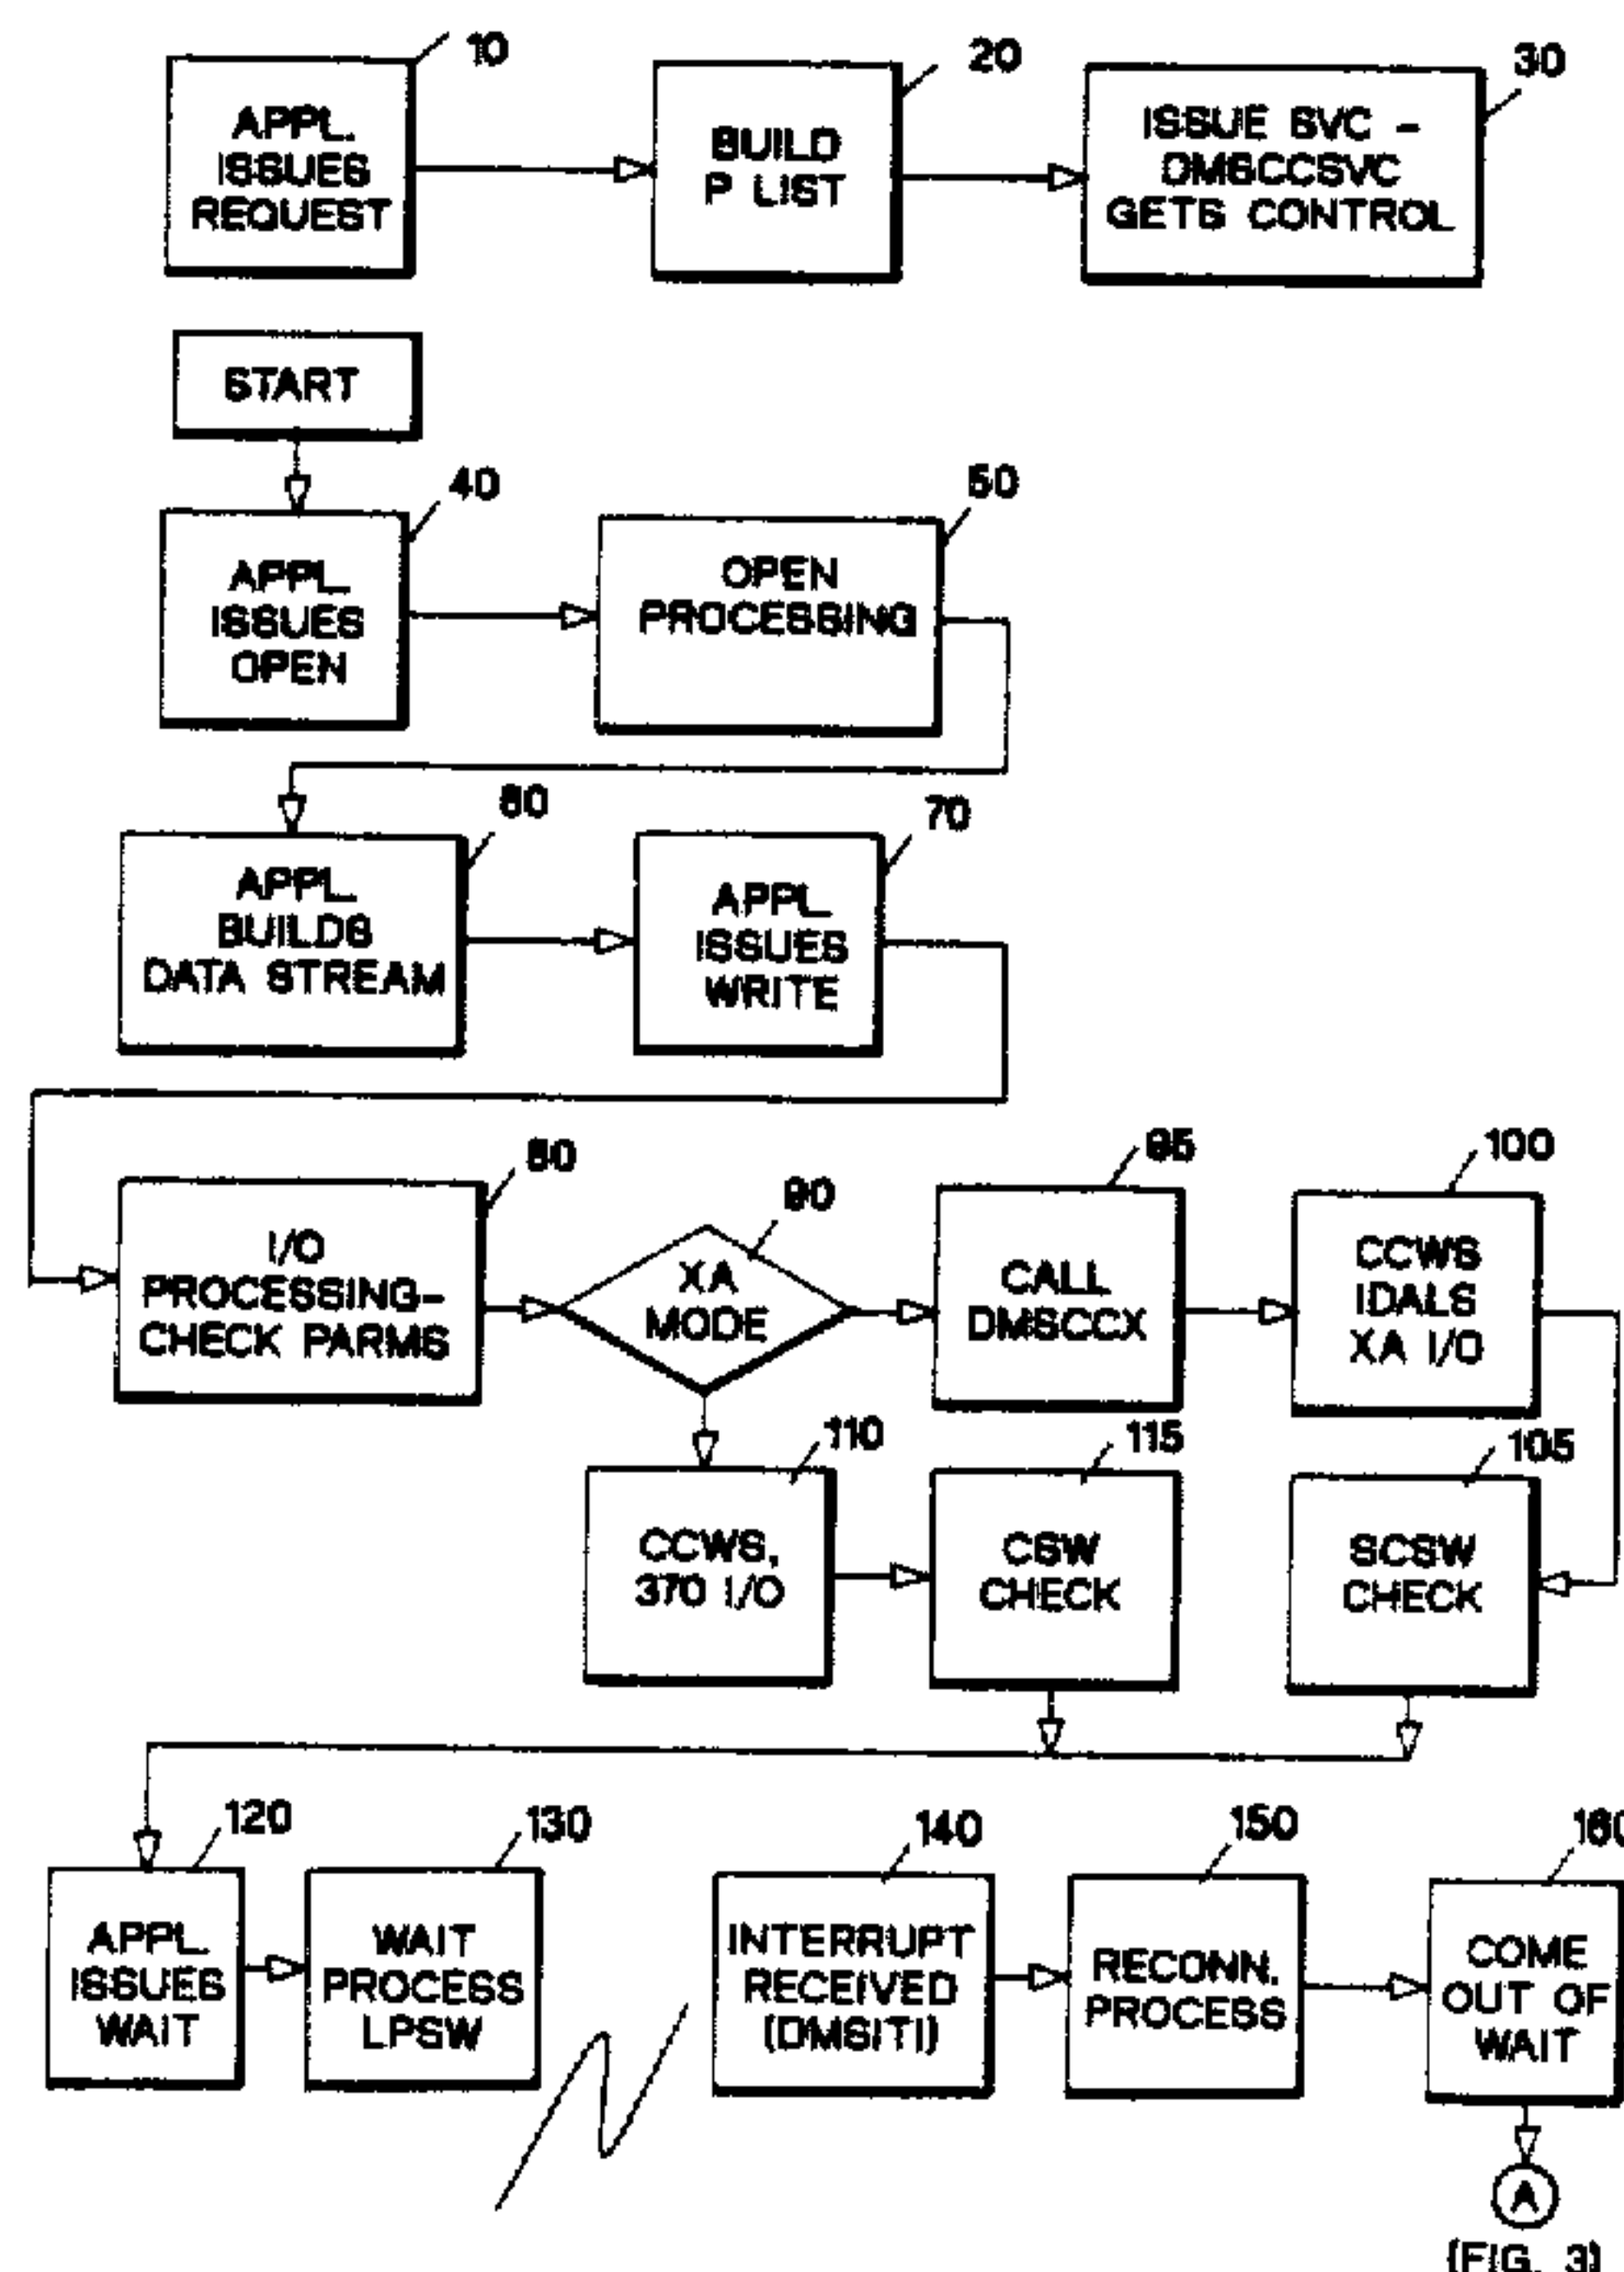 10
APPL.
ISSUES
REQUEST
20
BUILD
P LIST
30
ISSUE SVC -
DMSCCSVC
GETS CONTROL
START
40
APPL.
ISSUES
OPEN
50
OPEN
PROCESSING
60
APPL.
BUILDS
DATA STREAM
70
APPL.
ISSUES
WRITE
80
I/O
PROCESSING-
CHECK PARMS
90
XA
MODE
95
CALL
DMSCCX
100
CCWS
IDALS
XA I/O
110
CCWS,
370 I/O
115
CSW
CHECK
105
SCSW
CHECK
120
APPL.
ISSUES
WAIT
130
WAIT
PROCESS
LPSW
140
INTERRUPT
RECEIVED
(DMSITI)
150
RECONN.
PROCESS
160
COME
OUT OF
WAIT
A
(FIG. 3)